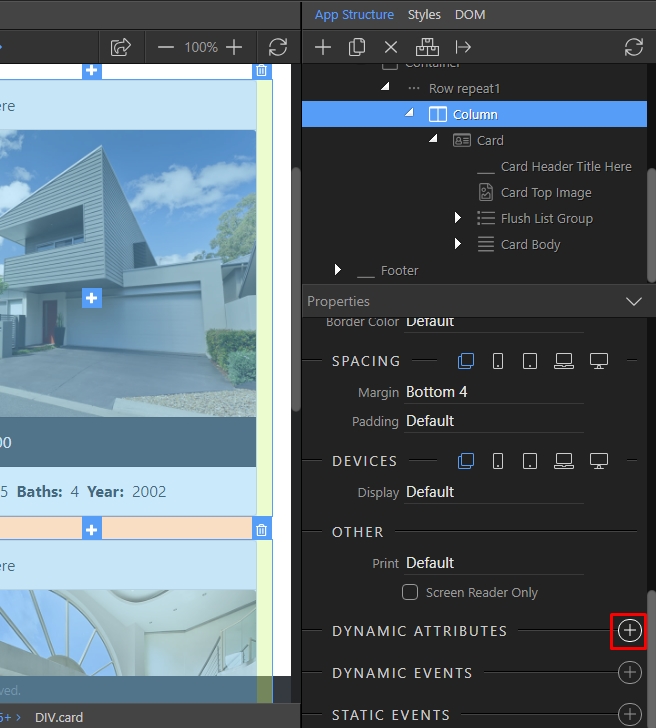 App Structure Styles DOM
100%
Container
Row repeat1
Column
Card
Card Header Title Here
Card Top Image
Flush List Group
Card Body
Footer
Properties
Border Color Default
SPACING
Margin Bottom 4
Padding Default
DEVICES
Display Default
OTHER
Print Default
Screen Reader Only
DYNAMIC ATTRIBUTES
DYNAMIC EVENTS
STATIC EVENTS
ere
00
5 Baths: 4 Year: 2002
ere
ved.
5+ DIV.card